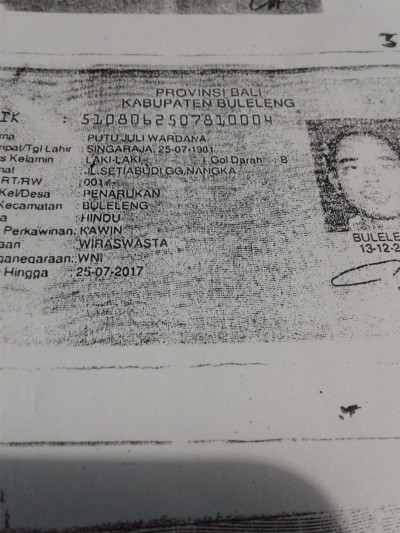 PROVINSI BALI
KABUPATEN BULELENG
IK : 5108062507810004
ma : PUTU JULI WARDANA
mpat/Tgl Lahir : SINGARAJA, 25-07-1981
s Kelamin : LAKI-LAKI Gol Darah : B
mat : JL.SETIABUDI GG.NANGKA
RT/RW : 001/-
Kel/Desa : PENARUKAN
Kecamatan : BULELENG
a : HINDU
Perkawinan: KAWIN
aan : WIRASWASTA
ganegaraan: WNI
Hingga : 25-07-2017
BULELE
13-12-2
3